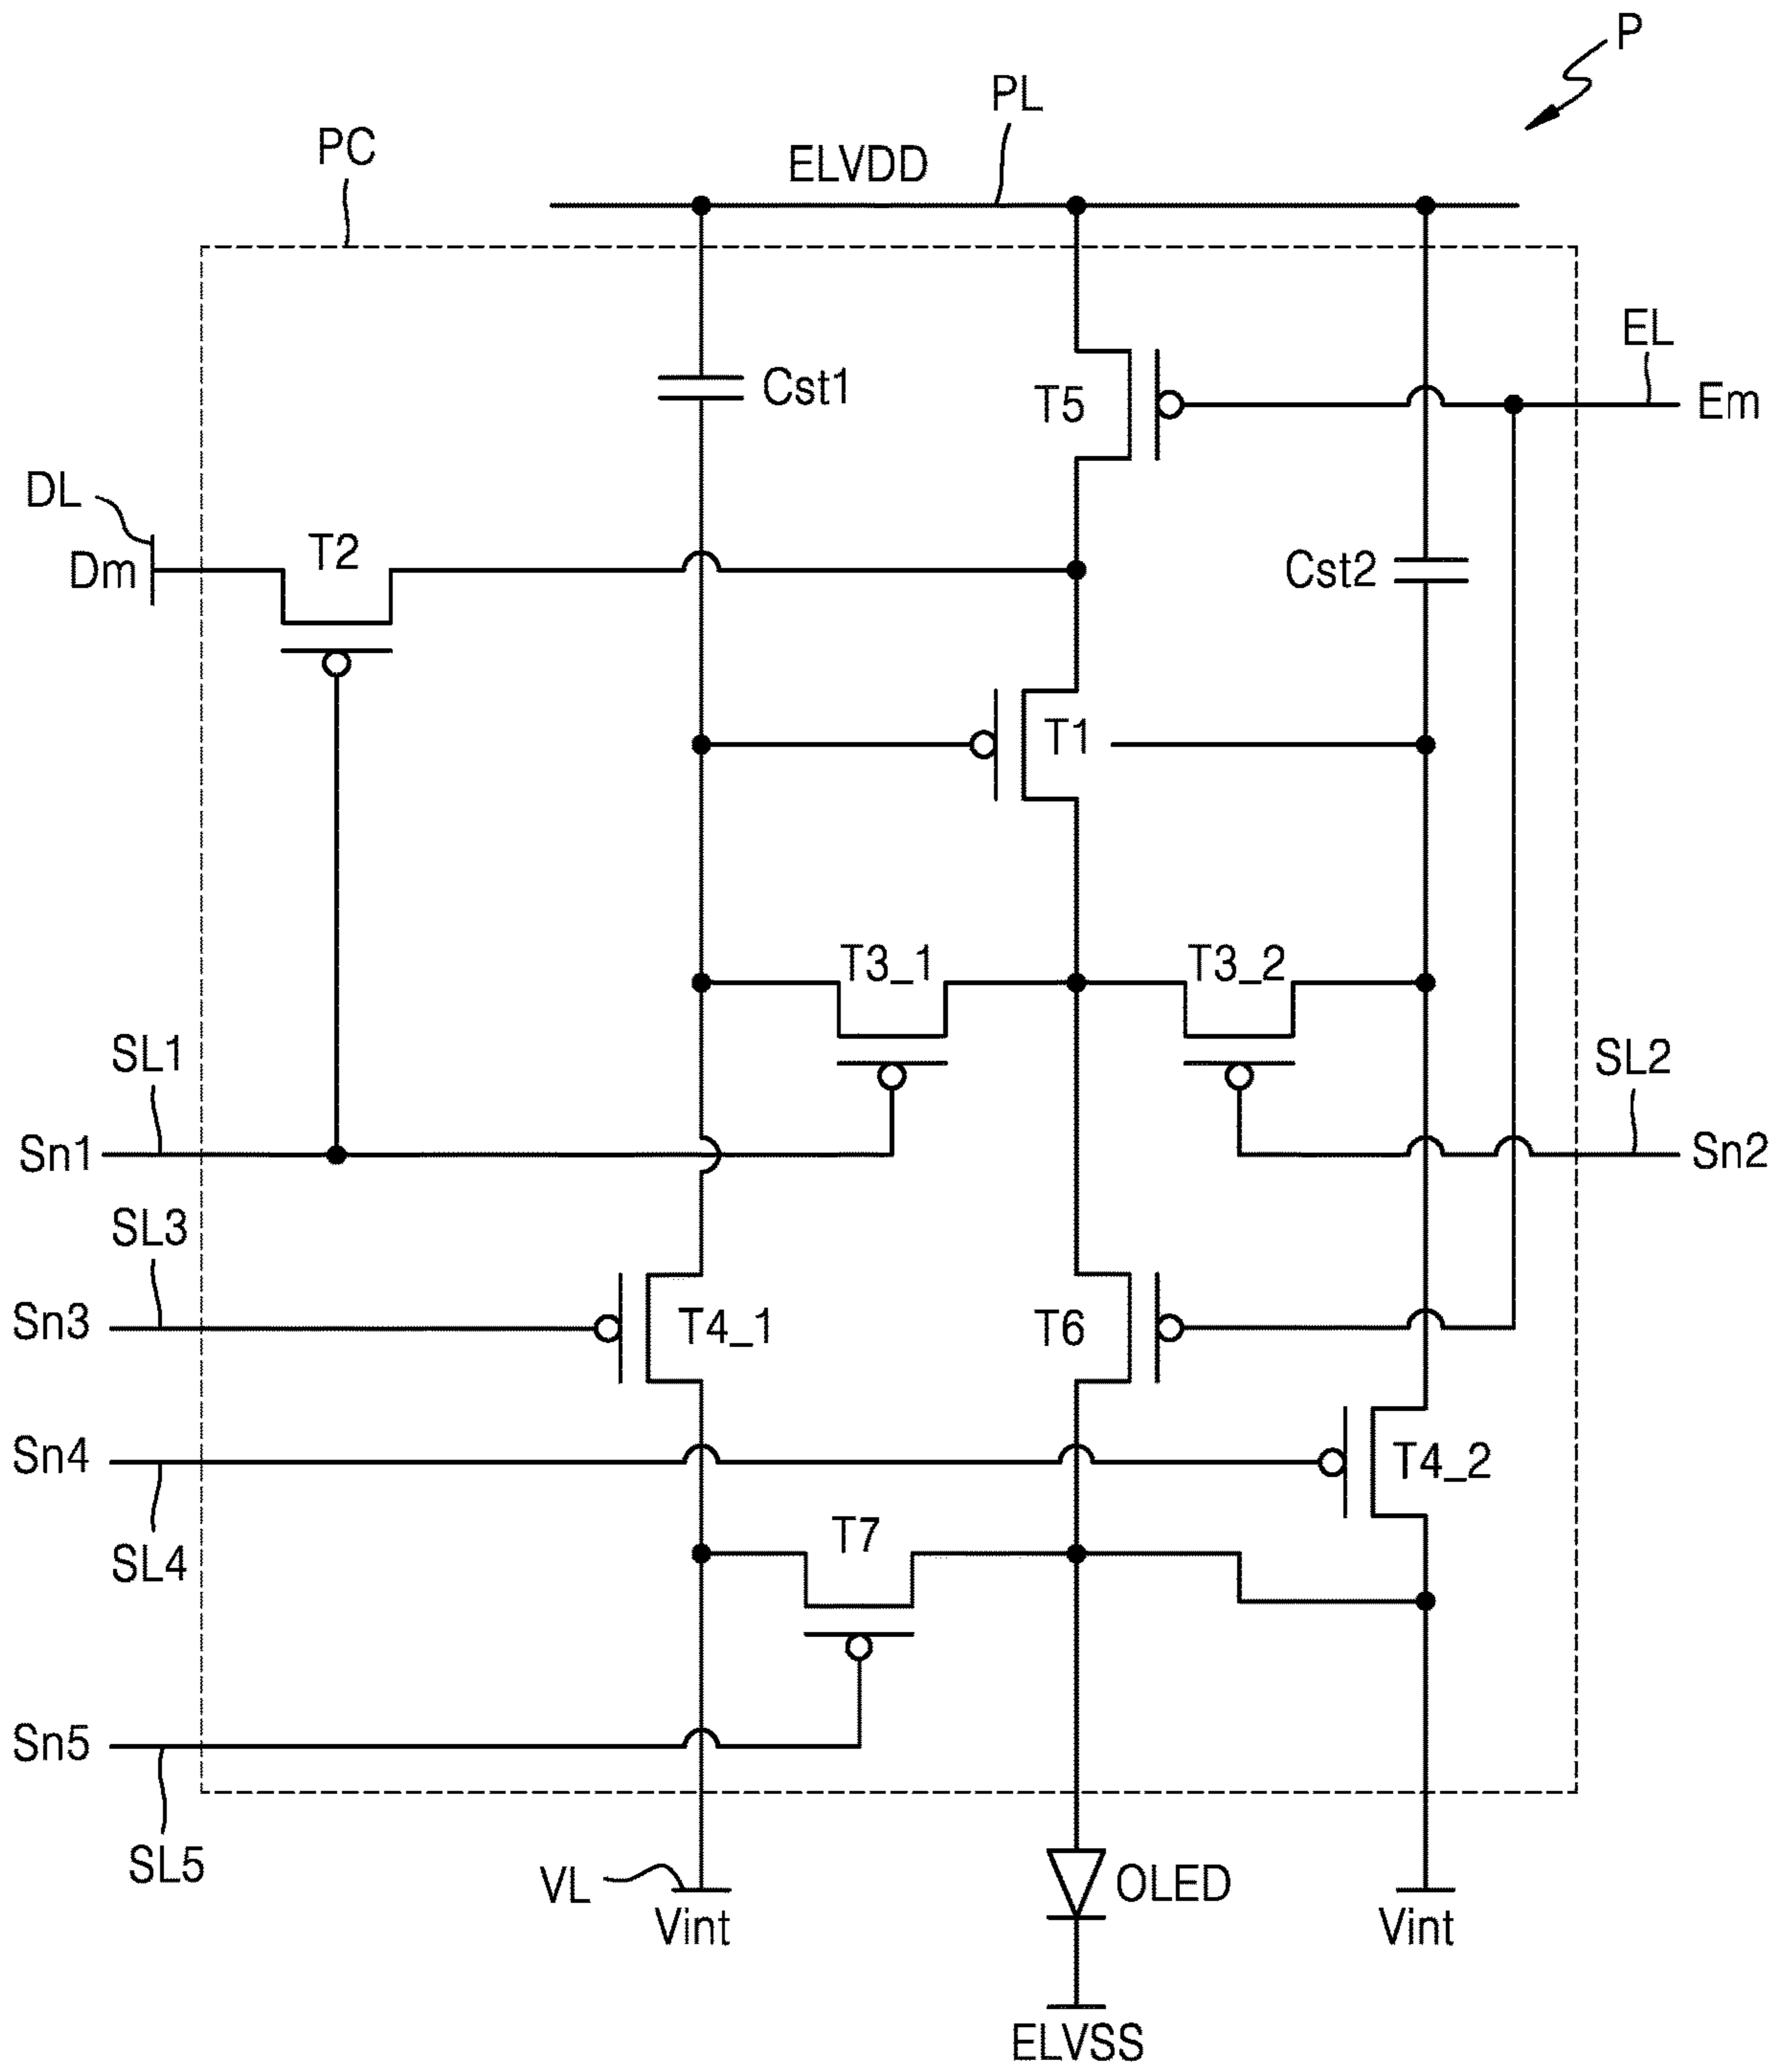 P
PL
PC
ELVDD
EL
Cst1
T5
Em
DL
T2
Dm
Cst2
T1
T3_1
T3_2
SL1
SL2
Sn1
Sn2
SL3
Sn3
T4_1
T6
Sn4
T4_2
T7
SL4
Sn5
SL5
VL
OLED
Vint
Vint
ELVSS